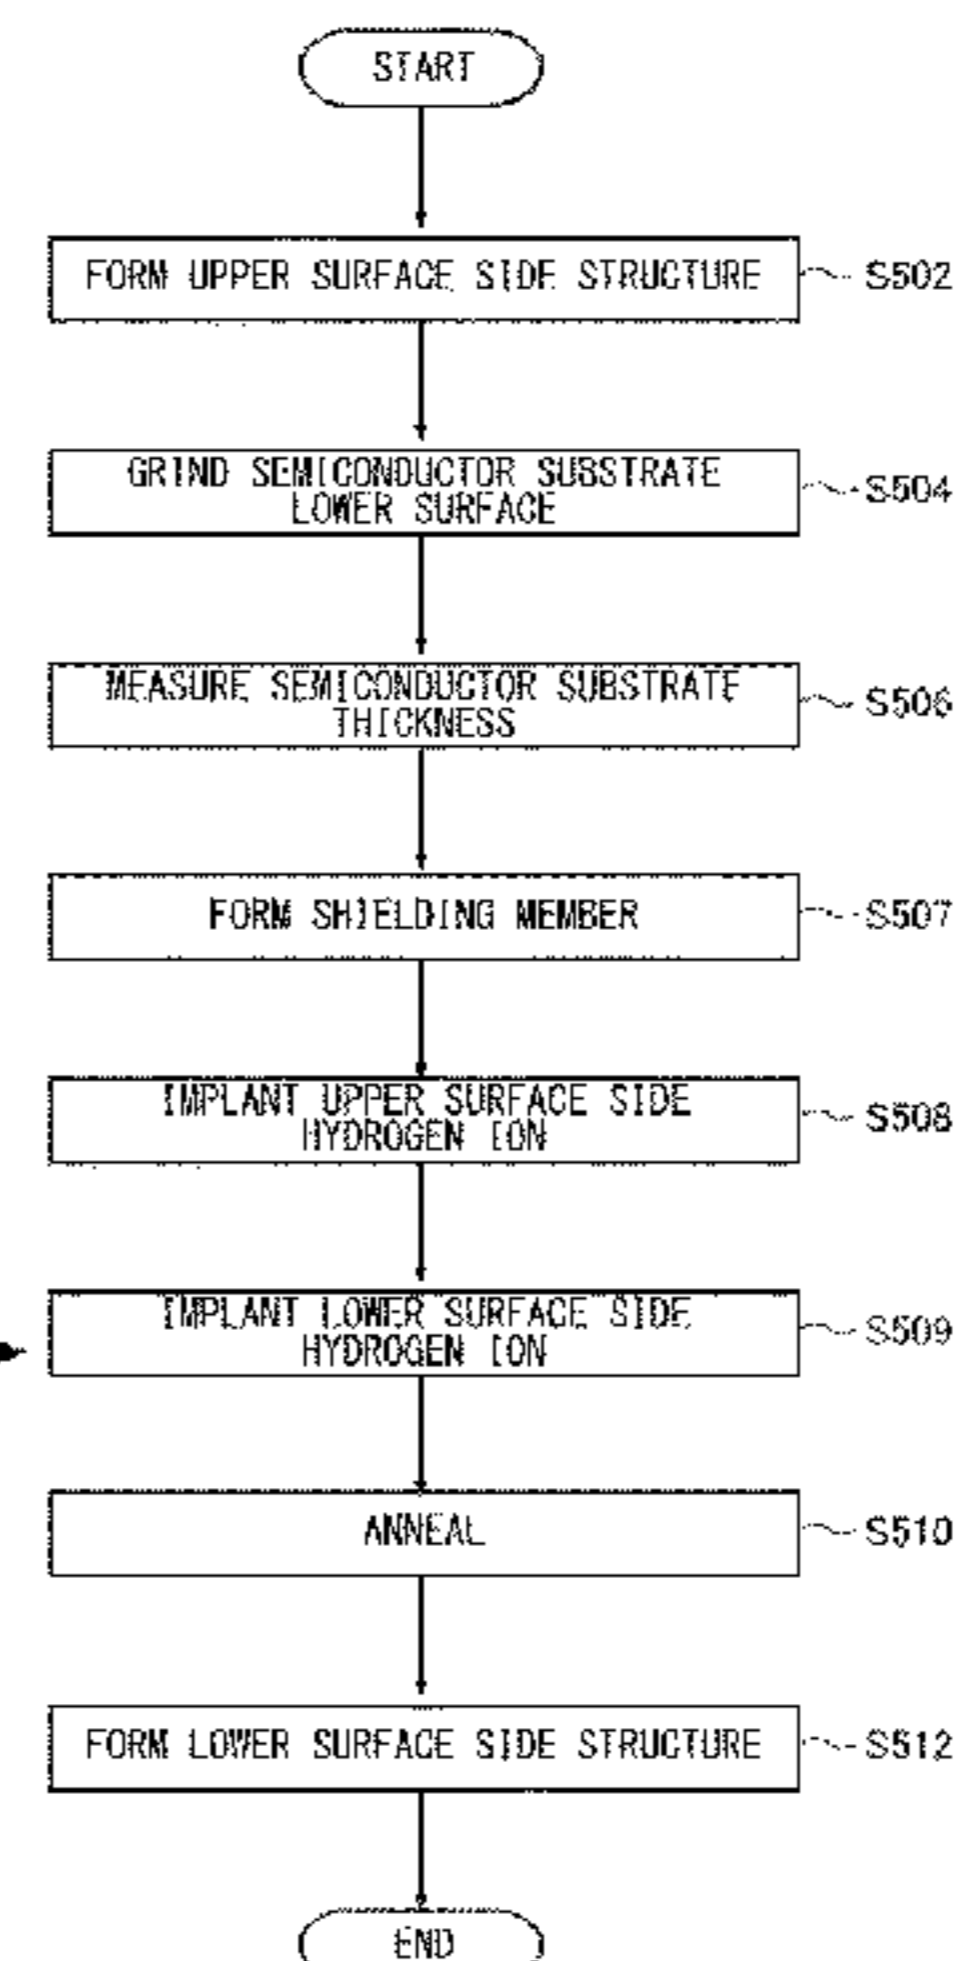 START
FORM UPPER SURFACE SIDE STRUCTURE
S502
GRIND SEMICONDUCTOR SUBSTRATE
LOWER SURFACE
S504
MEASURE SEMICONDUCTOR SUBSTRATE
THICKNESS
S506
FORM SHIELDING MEMBER
S507
IMPLANT UPPER SURFACE SIDE
HYDROGEN ION
S508
IMPLANT LOWER SURFACE SIDE
HYDROGEN ION
S509
ANNEAL
S510
FORM LOWER SURFACE SIDE STRUCTURE
S512
END